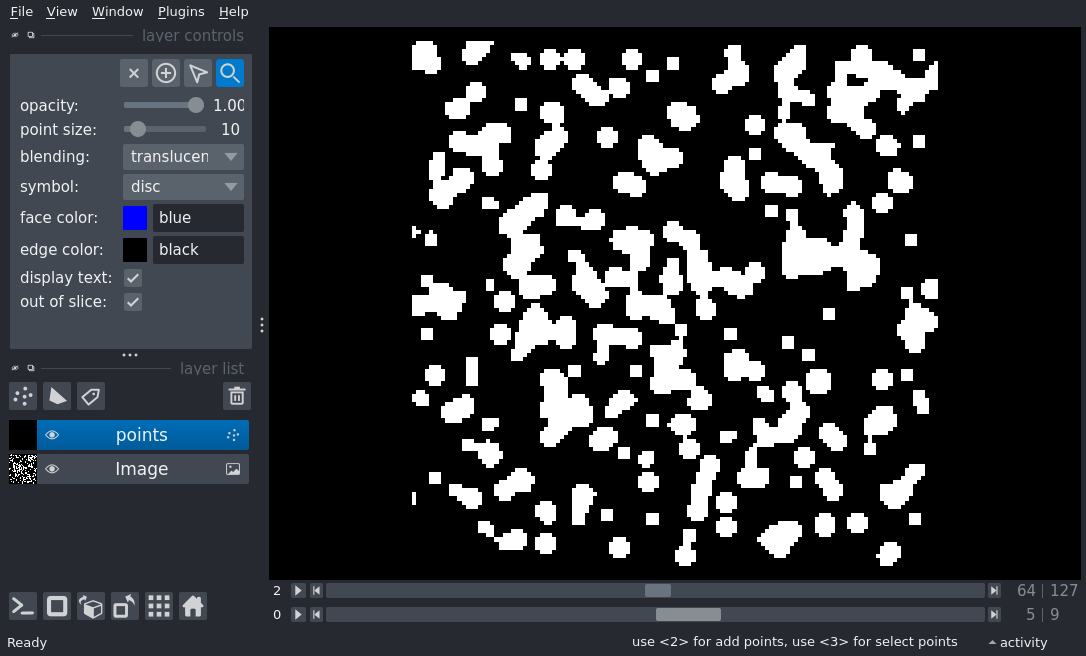 File View Window Plugins Help
layer controls
opacity: 1.00
point size: 10
blending: translucen
symbol: disc
face color: blue
edge color: black
display text:
out of slice:
layer list
points
Image
2 64 | 127
0 5 | 9
Ready use <2> for add points, use <3> for select points activity